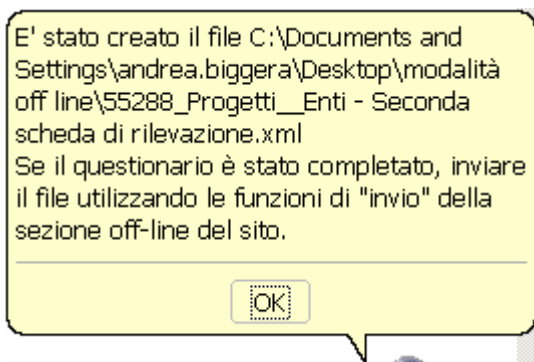 E' stato creato il file C:\Documents and
Settings\andrea.biggera\Desktop\modalità
off line\55288_Progetti__Enti - Seconda
scheda di rilevazione.xml
Se il questionario è stato completato, inviare
il file utilizzando le funzioni di "invio" della
sezione off-line del sito.
OK